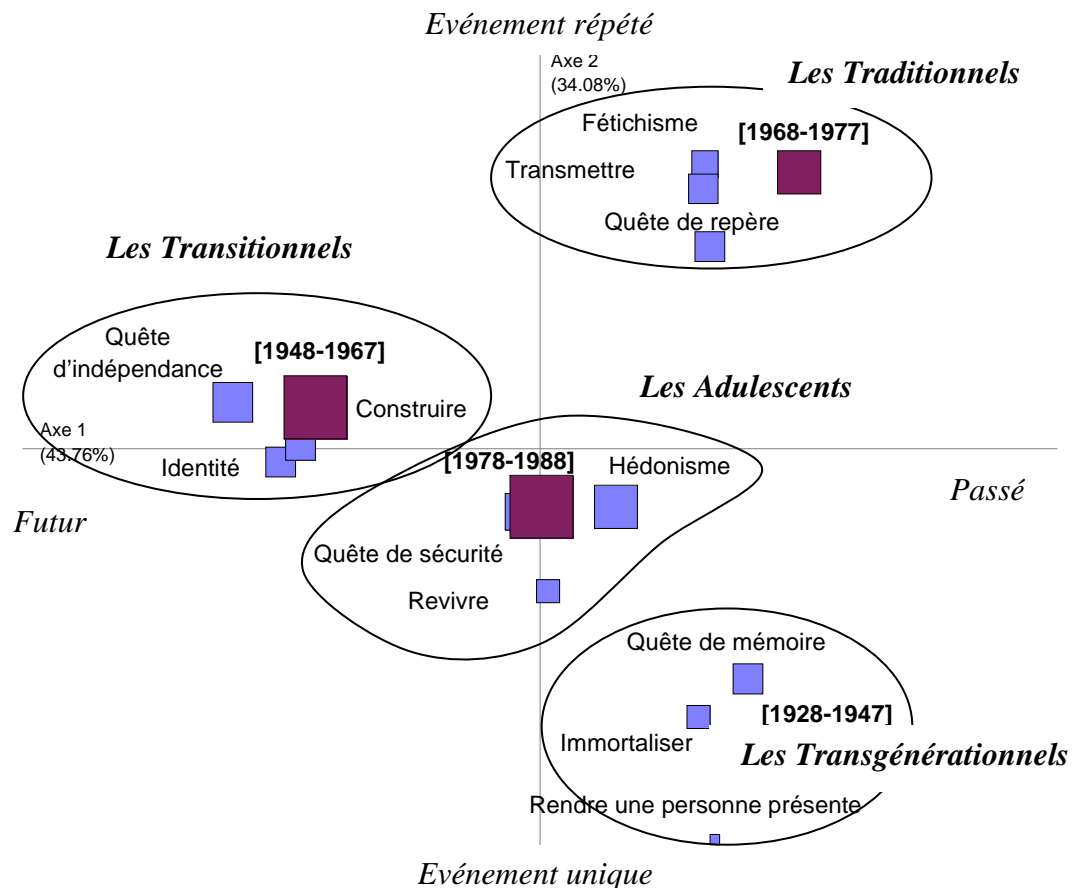 Evénement répété
Axe 2
(34.08%)
Les Traditionnels
Fétichisme
[1968-1977]
Transmettre
Quête de repère
Les Transitionnels
Quête
d’indépendance
[1948-1967]
Construire
Les Adulescents
Axe 1
(43.76%)
Identité
[1978-1988]
Hédonisme
Passé
Futur
Quête de sécurité
Revivre
Quête de mémoire
[1928-1947]
Immortaliser
Les Transgénérationnels
Rendre une personne présente
Evénement unique